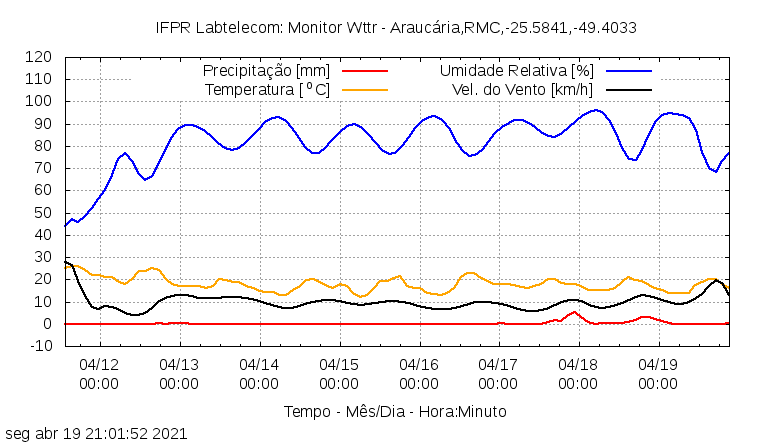 IFPR Labtelecom: Monitor Wttr - Araucária,RMC,-25.5841,-49.4033
Precipitação [mm]
Temperatura [⁰C]
Umidade Relativa [%]
Vel. do Vento [km/h]
120
110
100
90
80
70
60
50
40
30
20
10
0
-10
04/12 04/13 04/14 04/15 04/16 04/17 04/18 04/19
00:00 00:00 00:00 00:00 00:00 00:00 00:00 00:00
Tempo - Mês/Dia - Hora:Minuto
seg abr 19 21:01:52 2021